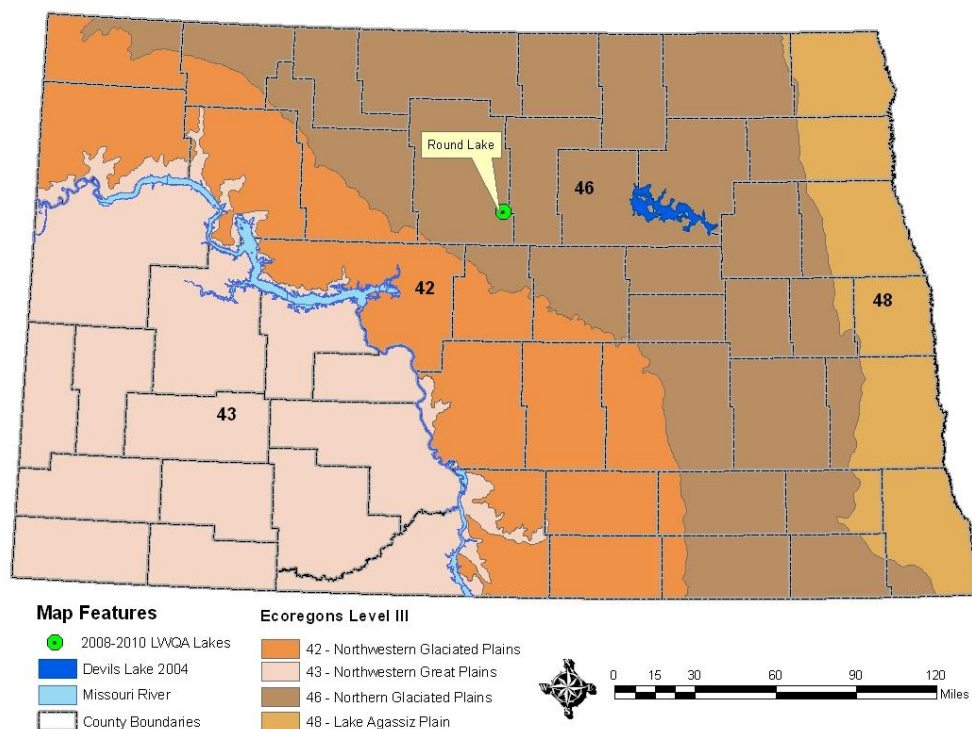 Round Lake
46
42
48
43
Map Features
2008-2010 LWQA Lakes
Devils Lake 2004
Missouri River
County Boundaries
Ecoregons Level III
42 - Northwestern Glaciated Plains
43 - Northwestern Great Plains
46 - Northern Glaciated Plains
48 - Lake Agassiz Plain
0 15 30 60 90 120
Miles